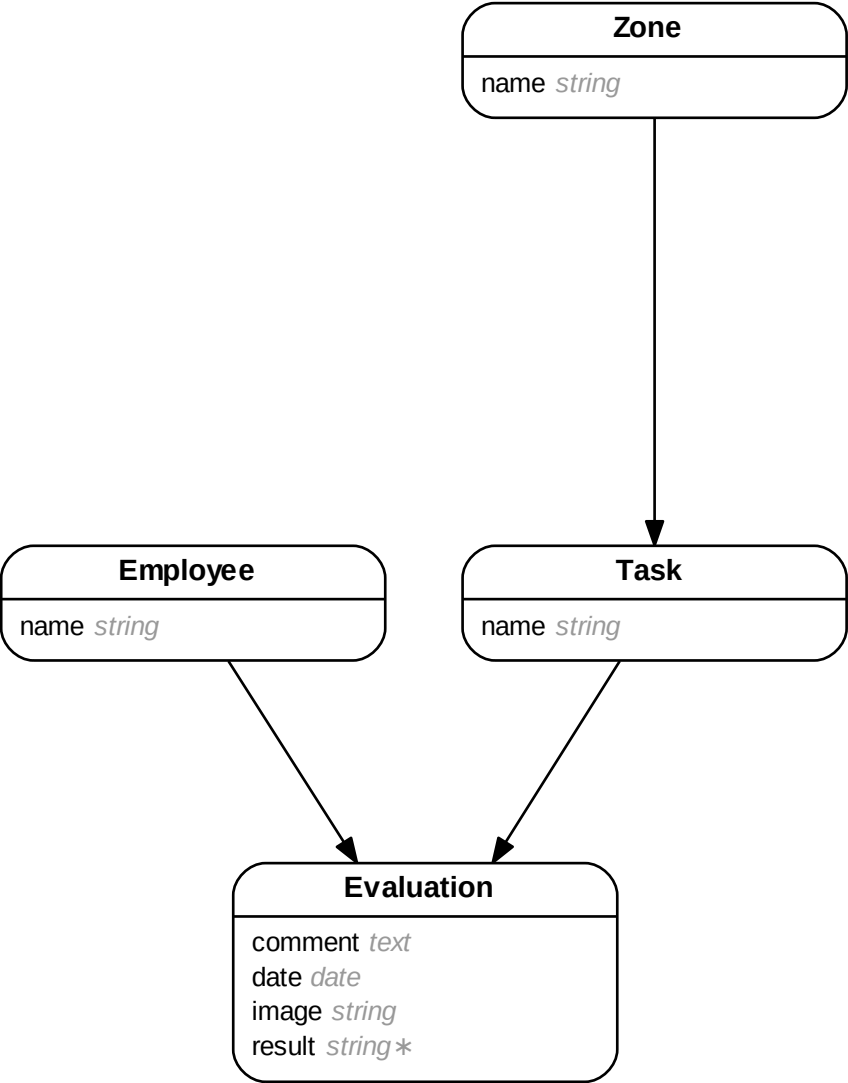 Zone
name string
Employee
name string
Task
name string
Evaluation
comment text
date date
image string
result string∗